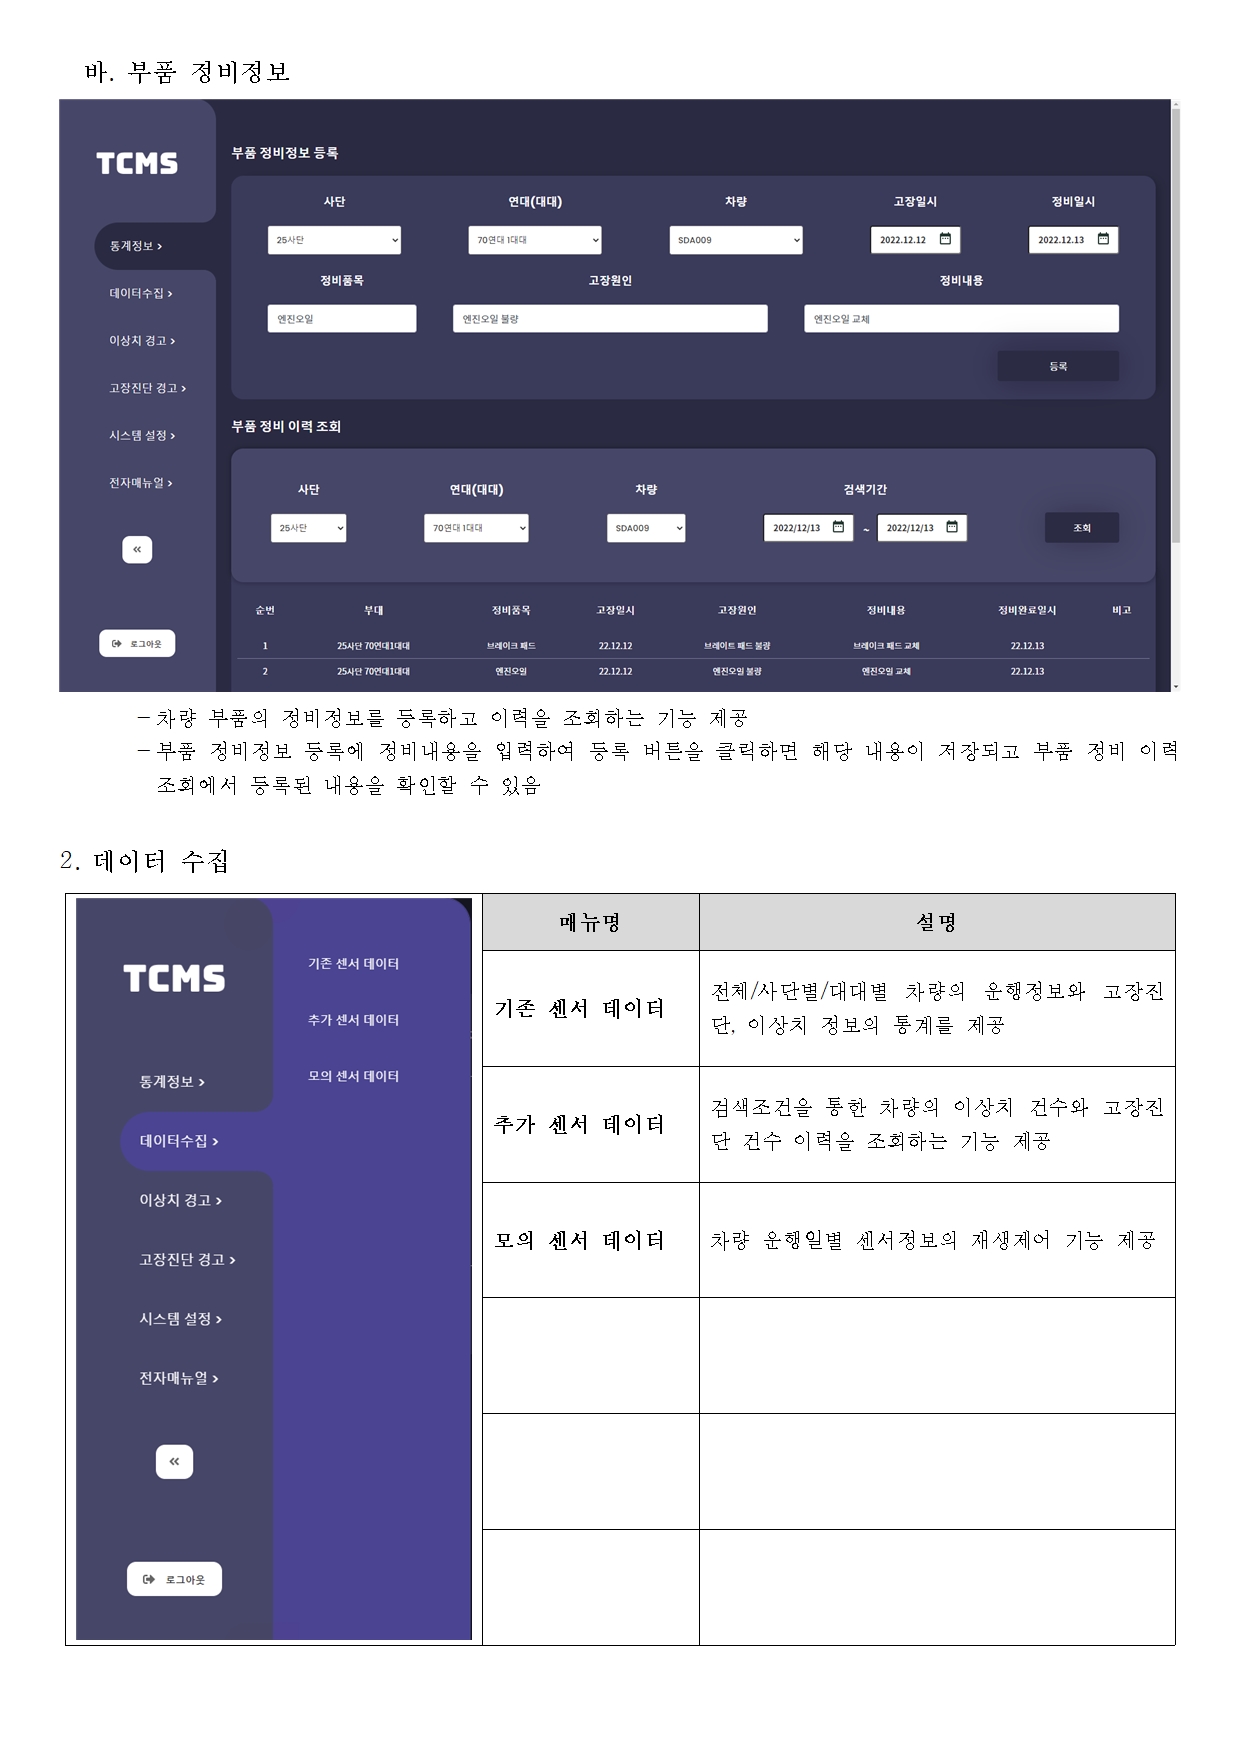 바. 부품 정비정보
TCMS
통계정보 >
데이터수집 >
이상치 경고 >
고장진단 경고 >
시스템 설정 >
전자매뉴얼 >
«
로그아웃
부품 정비정보 등록
사단 연대(대대) 차량 고장일시 정비일시
25사단 70연대 1대대 SDA009 2022.12.12 2022.12.13
정비품목 고장원인 정비내용
엔진오일 엔진오일 불량 엔진오일 교체
등록
부품 정비 이력 조회
사단 연대(대대) 차량 검색기간
25사단 70연대 1대대 SDA009 2022/12/13 ~ 2022/12/13 조회
순번 부대 정비품목 고장일시 고장원인 정비내용 정비완료일시 비고
1 25사단 70연대1대대 브레이크 패드 22.12.12 브레이트 패드 불량 브레이크 패드 교체 22.12.13
2 25사단 70연대1대대 엔진오일 22.12.12 엔진오일 불량 엔진오일 교체 22.12.13
- 차량 부품의 정비정보를 등록하고 이력을 조회하는 기능 제공
- 부품 정비정보 등록에 정비내용을 입력하여 등록 버튼을 클릭하면 해당 내용이 저장되고 부품 정비 이력
조회에서 등록된 내용을 확인할 수 있음
2. 데이터 수집
TCMS
통계정보 >
데이터수집 >
이상치 경고 >
고장진단 경고 >
시스템 설정 >
전자매뉴얼 >
«
로그아웃
기존 센서 데이터
추가 센서 데이터
모의 센서 데이터
메뉴명 설명
기존 센서 데이터
전체/사단별/대대별 차량의 운행정보와 고장진
단, 이상치 정보의 통계를 제공
추가 센서 데이터
검색조건을 통한 차량의 이상치 건수와 고장진
단 건수 이력을 조회하는 기능 제공
모의 센서 데이터 차량 운행일별 센서정보의 재생제어 기능 제공